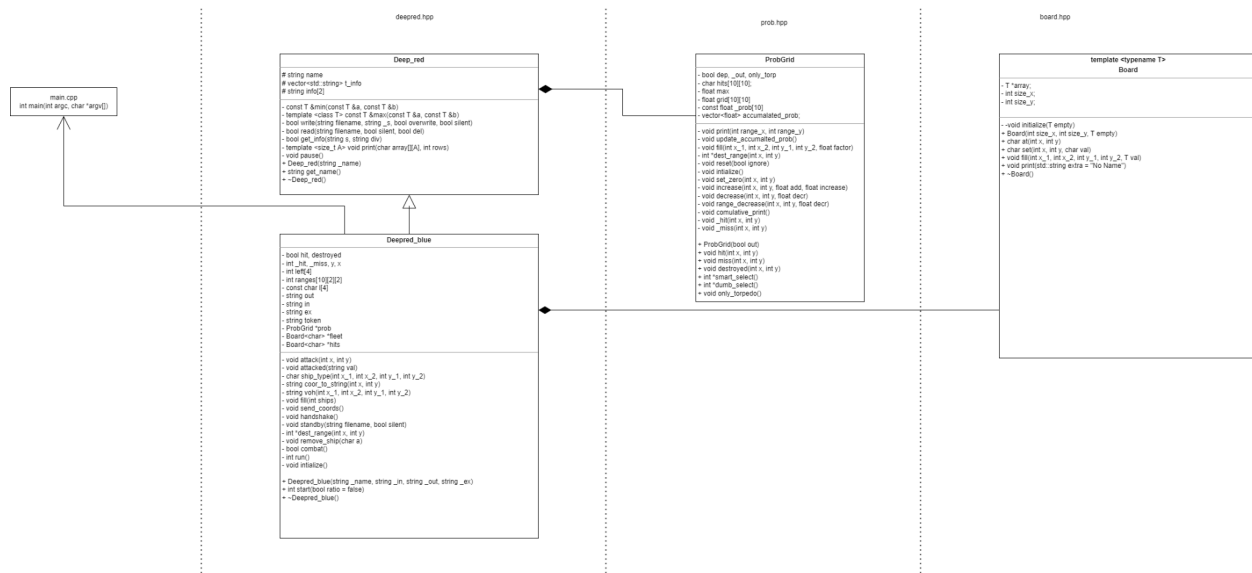 deepred.hpp
prob.hpp
board.hpp
main.cpp
int main(int argc, char *argv[])
Deep_red
# string name
# vector<std::string> t_info
# string info[2]
- const T &min(const T &a, const T &b)
- template <class T> const T &max(const T &a, const T &b)
- bool write(string filename, string _s, bool overwrite, bool silent)
- bool read(string filename, bool silent, bool del)
- bool get_info(string s, string div)
- template <size_t A> void print(char array[][A], int rows)
- void pause()
+ Deep_red(string _name)
+ string get_name()
+ ~Deep_red()
Deepred_blue
- bool hit, destroyed
- int _hit, _miss, y, x
- int left[4]
- int ranges[10][2][2]
- const char l[4]
- string out
- string in
- string ex
- string token
- ProbGrid *prob
- Board<char> *fleet
- Board<char> *hits
- void attack(int x, int y)
- void attacked(string val)
- char ship_type(int x_1, int x_2, int y_1, int y_2)
- string coor_to_string(int x, int y)
- string voh(int x_1, int x_2, int y_1, int y_2)
- void fill(int ships)
- void send_coords()
- void handshake()
- void standby(string filename, bool silent)
- int *dest_range(int x, int y)
- void remove_ship(char a)
- bool combat()
- int run()
- void intialize()
+ Deepred_blue(string _name, string _in, string _out, string _ex)
+ int start(bool ratio = false)
+ ~Deepred_blue()
ProbGrid
- bool dep, _out, only_torp
- char hits[10][10];
- float max
- float grid[10][10]
- const float _prob[10]
- vector<float> accumalated_prob;
- void print(int range_x, int range_y)
- void update_accumalted_prob()
- void fill(int x_1, int x_2, int y_1, int y_2, float factor)
- int *dest_range(int x, int y)
- void reset(bool ignore)
- void intialize()
- void set_zero(int x, int y)
- void increase(int x, int y, float add, float increase)
- void decrease(int x, int y, float decr)
- void range_decrease(int x, int y, float decr)
- void comulative_print()
- void _hit(int x, int y)
- void _miss(int x, int y)
+ ProbGrid(bool out)
+ void hit(int x, int y)
+ void miss(int x, int y)
+ void destroyed(int x, int y)
+ int *smart_select()
+ int *dumb_select()
+ void only_torpedo()
template <typename T>
Board
- T *array;
- int size_x;
- int size_y;
- -void initialize(T empty)
+ Board(int size_x, int size_y, T empty)
+ char at(int x, int y)
+ char set(int x, int y, char val)
+ void fill(int x_1, int x_2, int y_1, int y_2, T val)
+ void print(std::string extra = "No Name")
+ ~Board()